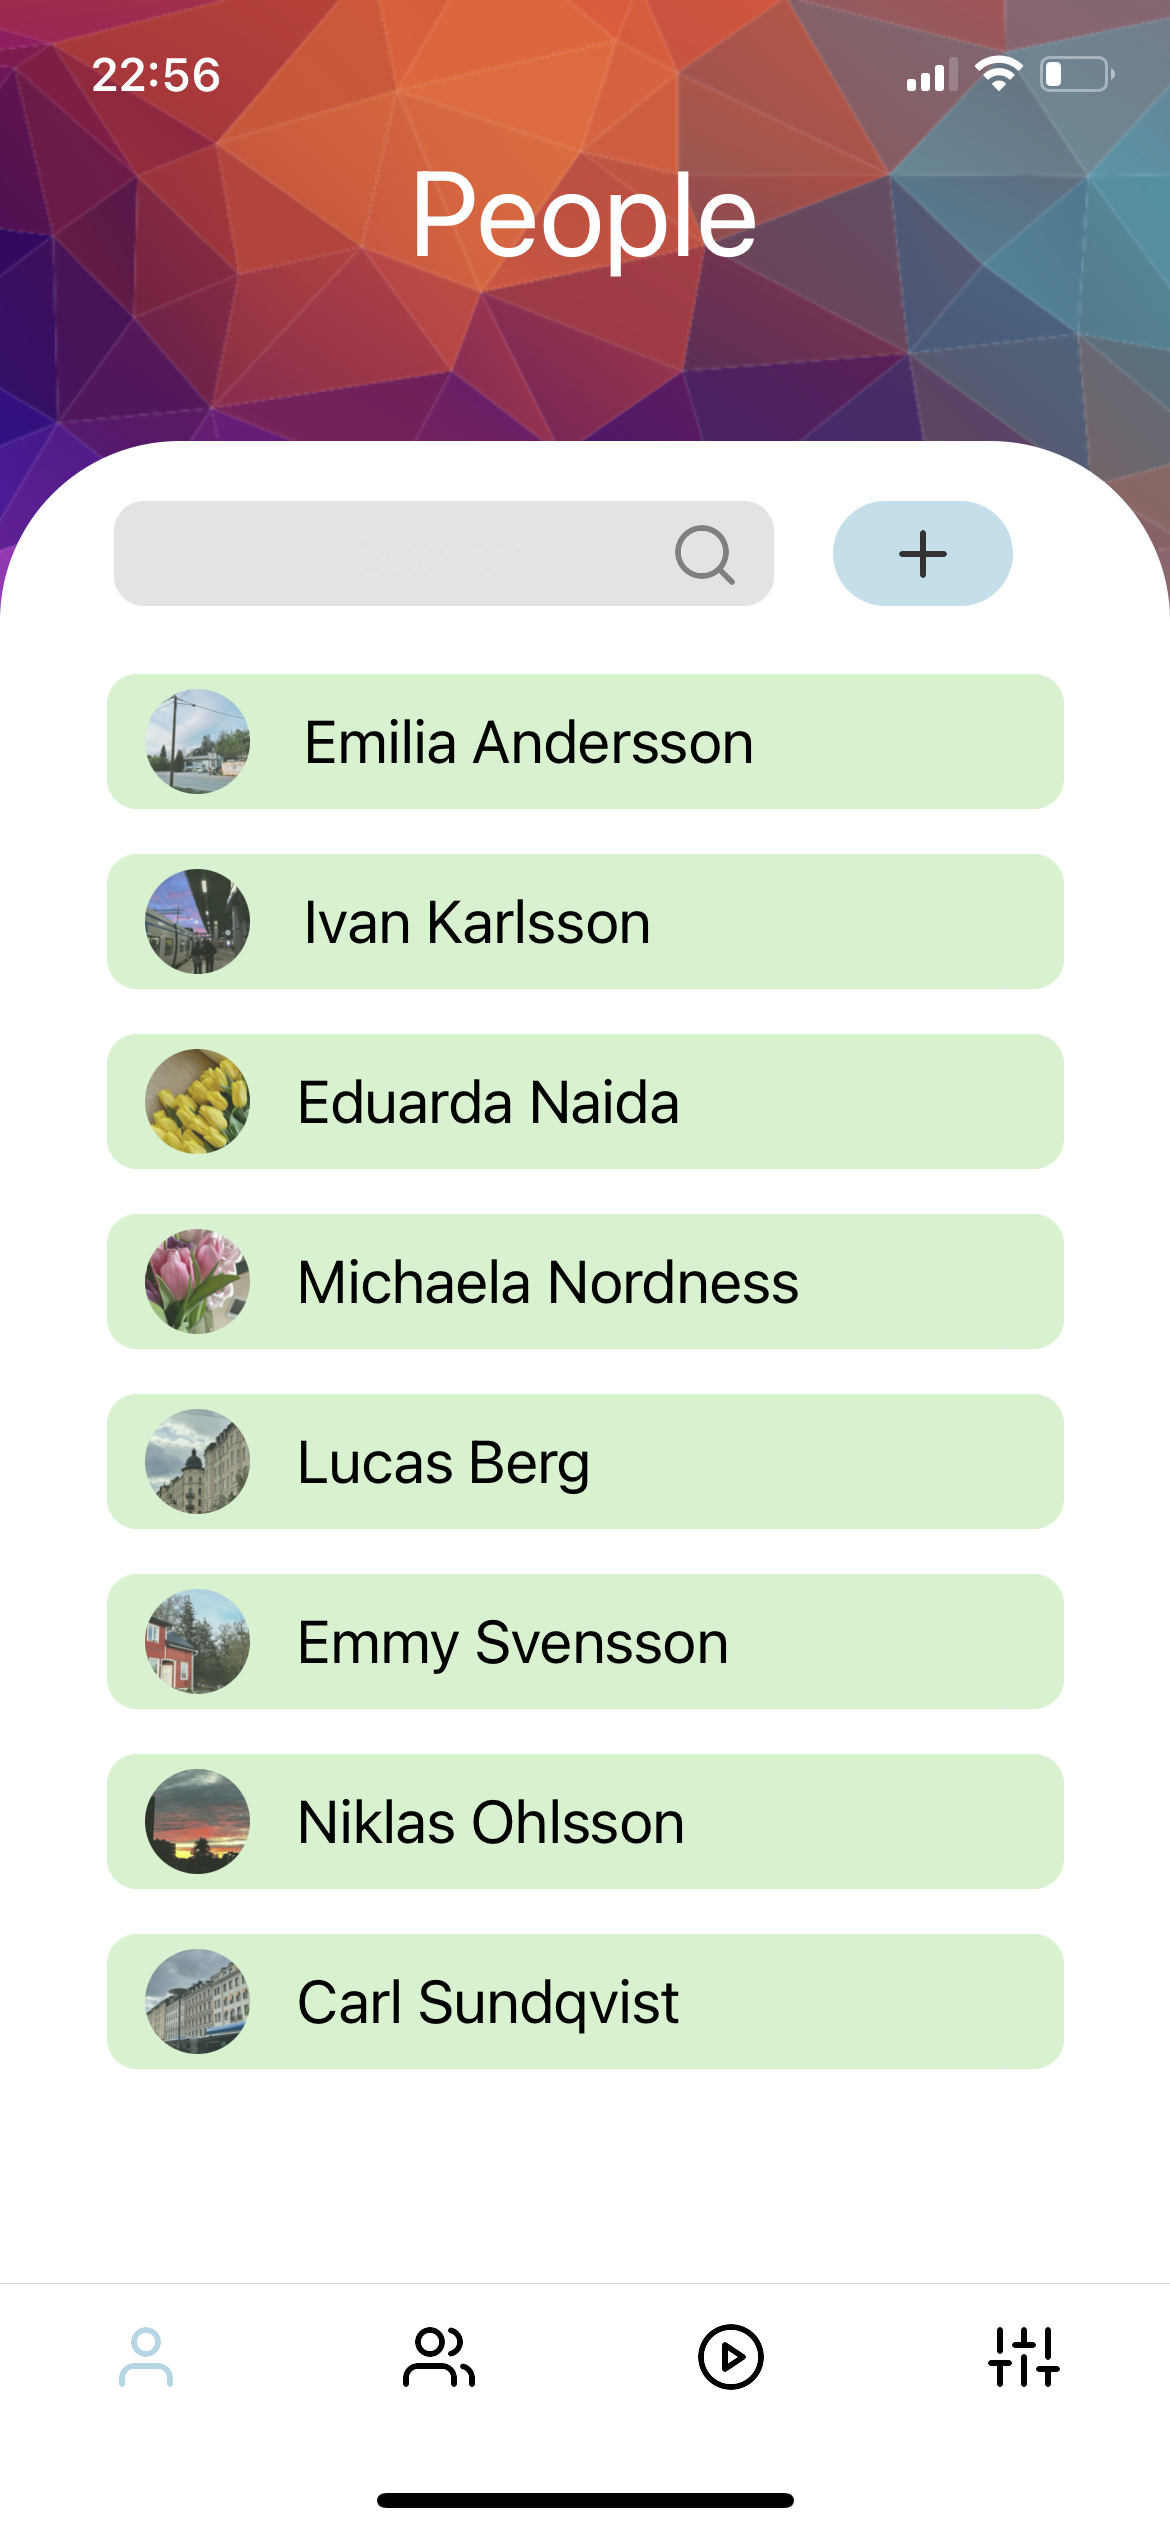 22:56
People
Search
Emilia Andersson
Ivan Karlsson
Eduarda Naida
Michaela Nordness
Lucas Berg
Emmy Svensson
Niklas Ohlsson
Carl Sundqvist